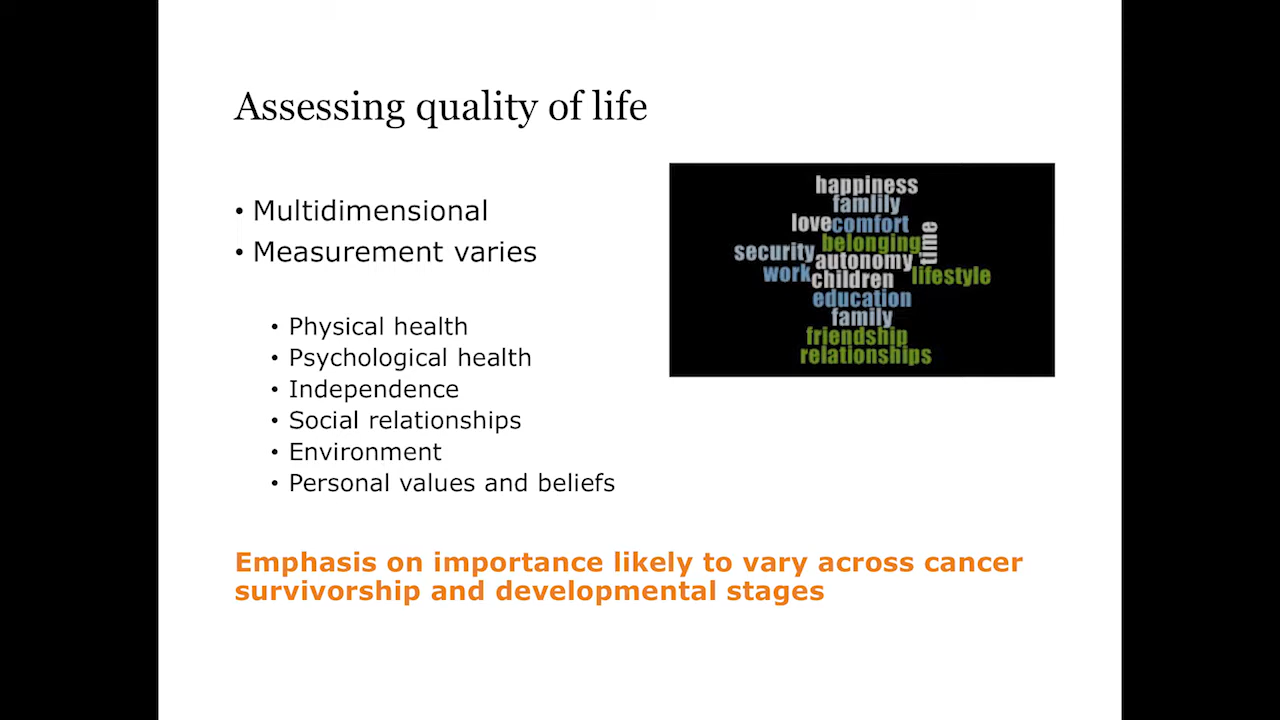 Assessing quality of life
• Multidimensional
• Measurement varies
• Physical health
• Psychological health
• Independence
• Social relationships
• Environment
• Personal values and beliefs
happiness
famlily
love comfort
time
belonging
security
autonomy
work
children
lifestyle
education
family
friendship
relationships
Emphasis on importance likely to vary across cancer
survivorship and developmental stages